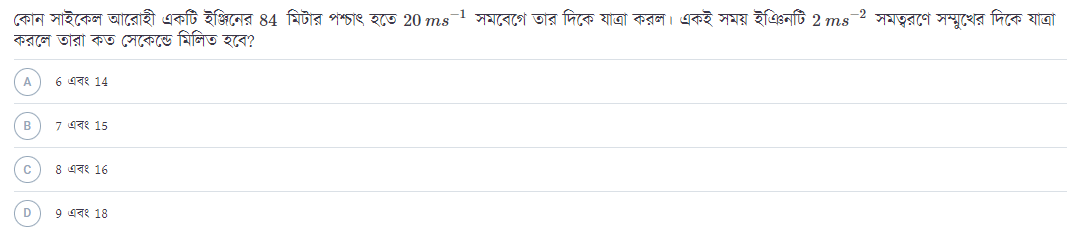 কোন সাইকেল আরোহী একটি ইঞ্জিনের 84 মিটার পশ্চাৎ হতে 20 ms⁻¹ সমবেগে তার দিকে যাত্রা করল। একই সময় ইঞ্জিনটি 2 ms⁻² সমত্বরণে সম্মুখের দিকে যাত্রা
করলে তারা কত সেকেন্ডে মিলিত হবে?
A 6 এবং 14
B 7 এবং 15
C 8 এবং 16
D 9 এবং 18